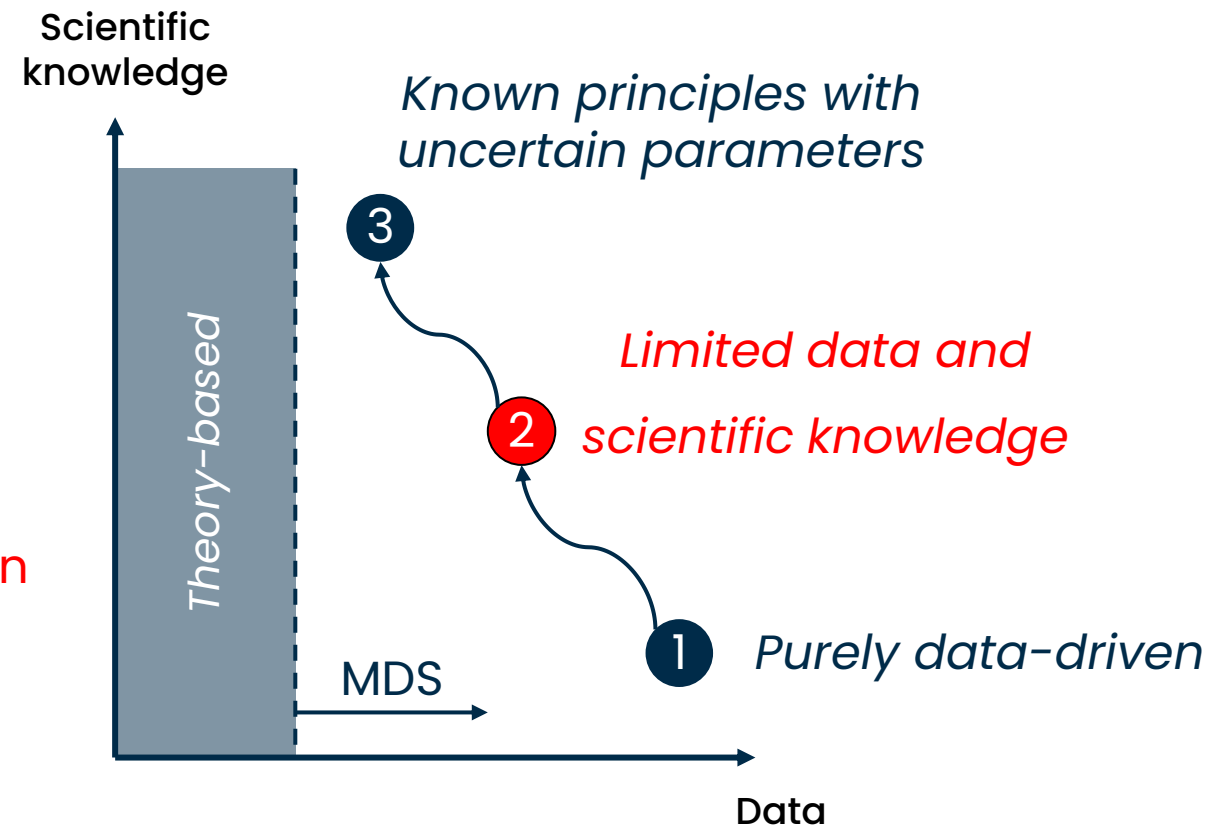 Scientific
knowledge
Known principles with
uncertain parameters
3
Limited data and
2
scientific knowledge
Theory-based
n
1
Purely data-driven
MDS
Data